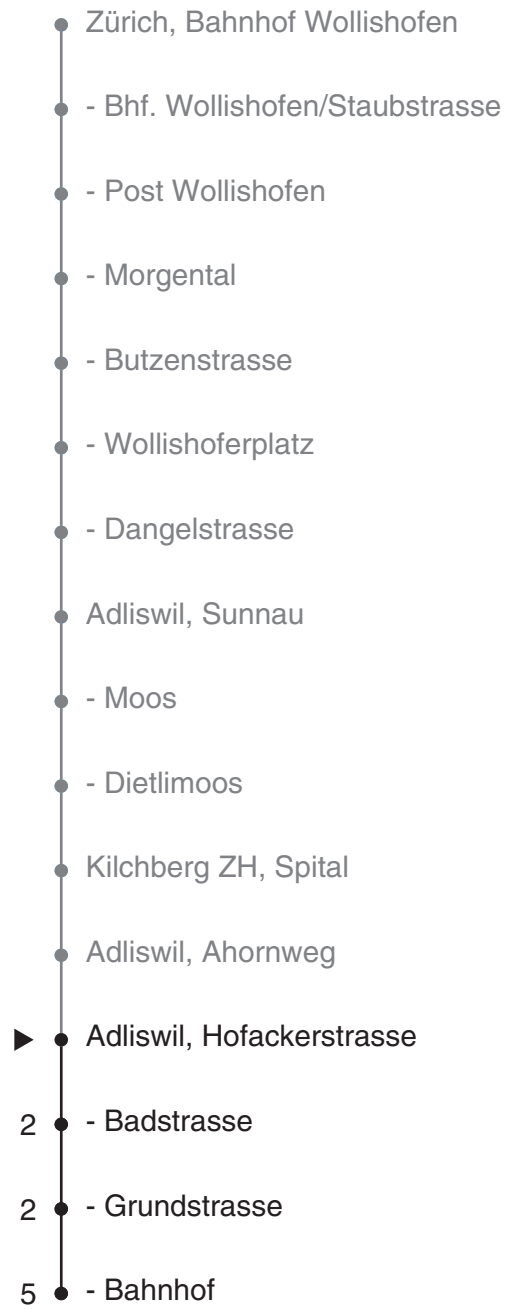 Zürich, Bahnhof Wollishofen
- Bhf. Wollishofen/Staubstrasse
- Post Wollishofen
- Morgental
- Butzenstrasse
- Wollishoferplatz
- Dangelstrasse
Adliswil, Sunnau
- Moos
- Dietlimoos
Kilchberg ZH, Spital
Adliswil, Ahornweg
Adliswil, Hofackerstrasse
2 - Badstrasse
2 - Grundstrasse
5 - Bahnhof